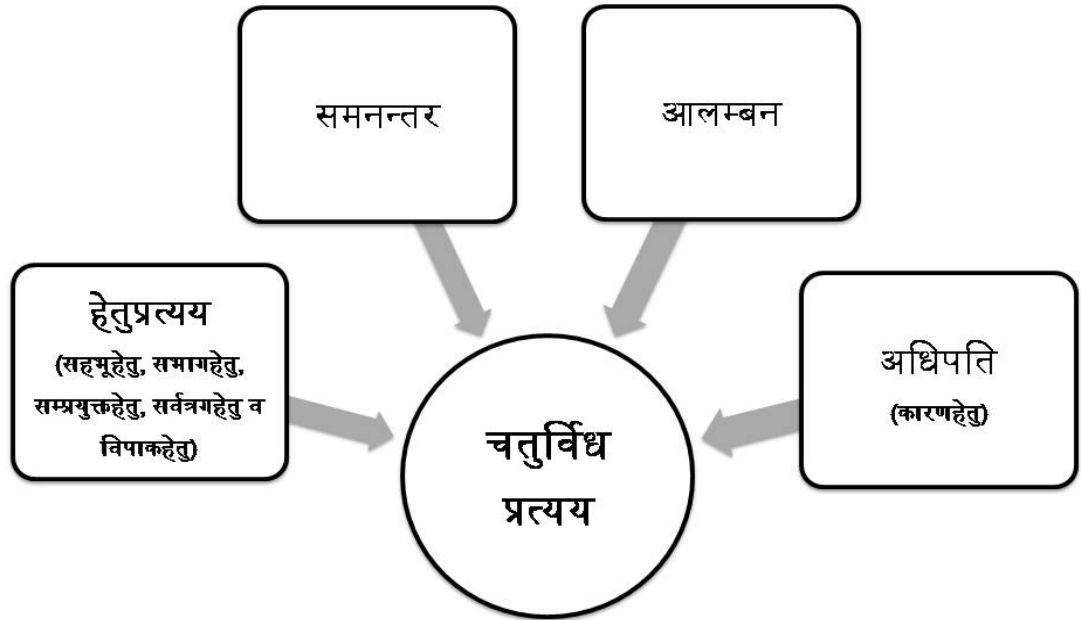 समनन्तर
आलम्बन
हेतुप्रत्यय
(सहभूहेतु, सभागहेतु,
सम्प्रयुक्तहेतु, सर्वत्रगहेतु व
विपाकहेतु)
अधिपति
(कारणहेतु)
चतुर्विध
प्रत्यय